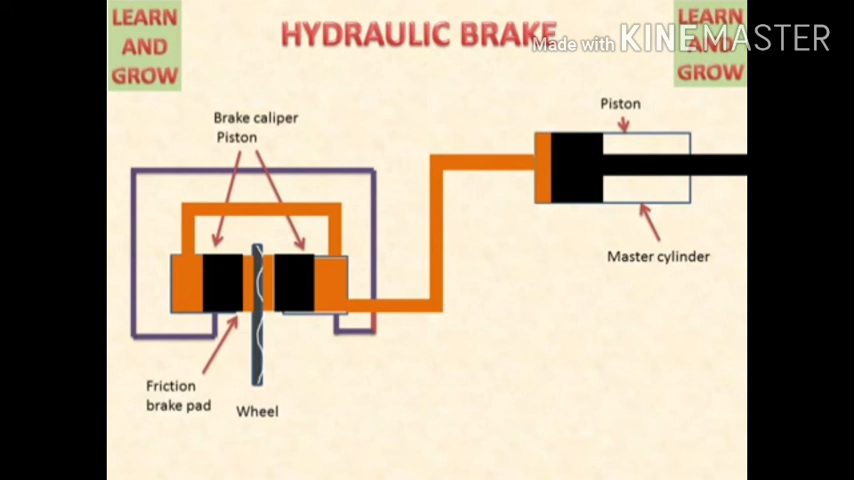 LEARN
AND
GROW
HYDRAULIC BRAKE
Made with KINEMASTER
LEARN
AND
GROW
Piston
Brake caliper
Piston
Master cylinder
Friction
brake pad
Wheel